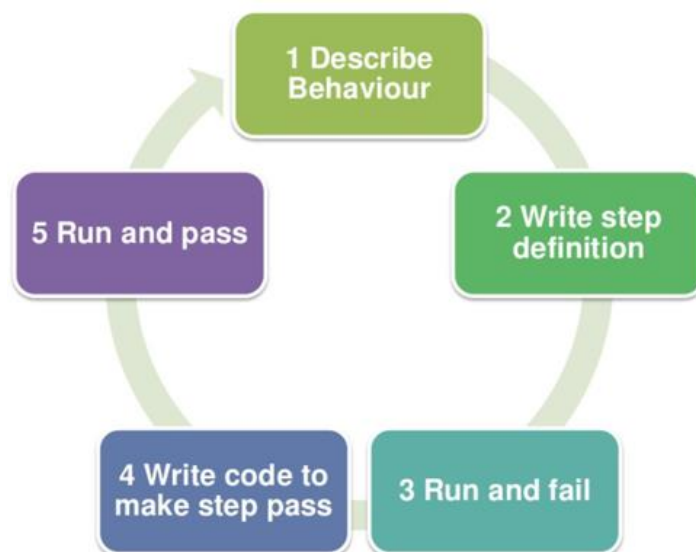 1 Describe
Behaviour
2 Write step
definition
3 Run and fail
4 Write code to
make step pass
5 Run and pass